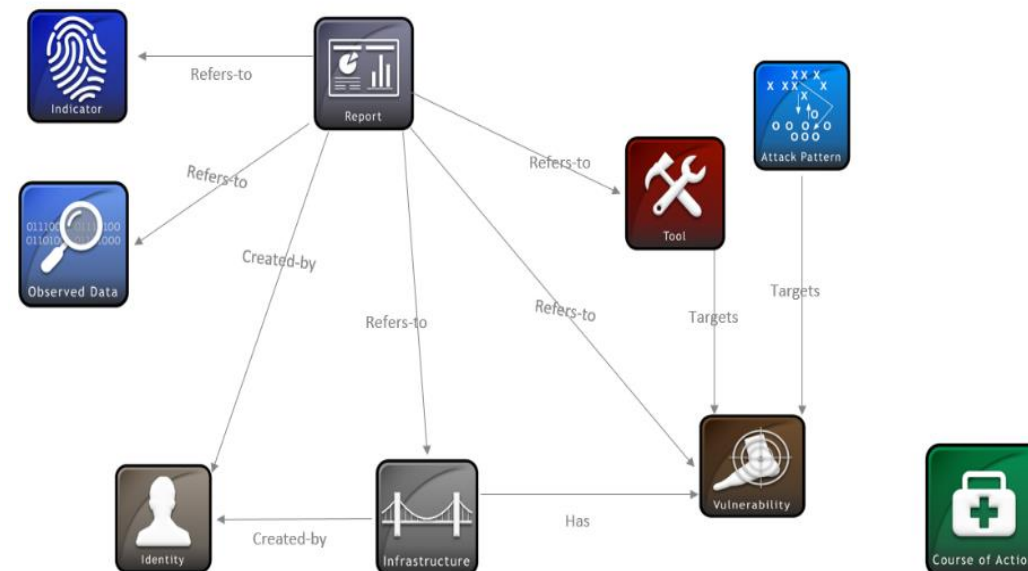 Indicator
Refers-to
Report
X X X
X X X
X
O
O O O O
O O O
Attack Pattern
Refers-to
Tool
Refers-to
Observed Data
Created-by
Refers-to
Refers-to
Targets
Targets
Identity
Created-by
Infrastructure
Has
Vulnerability
Course of Actio